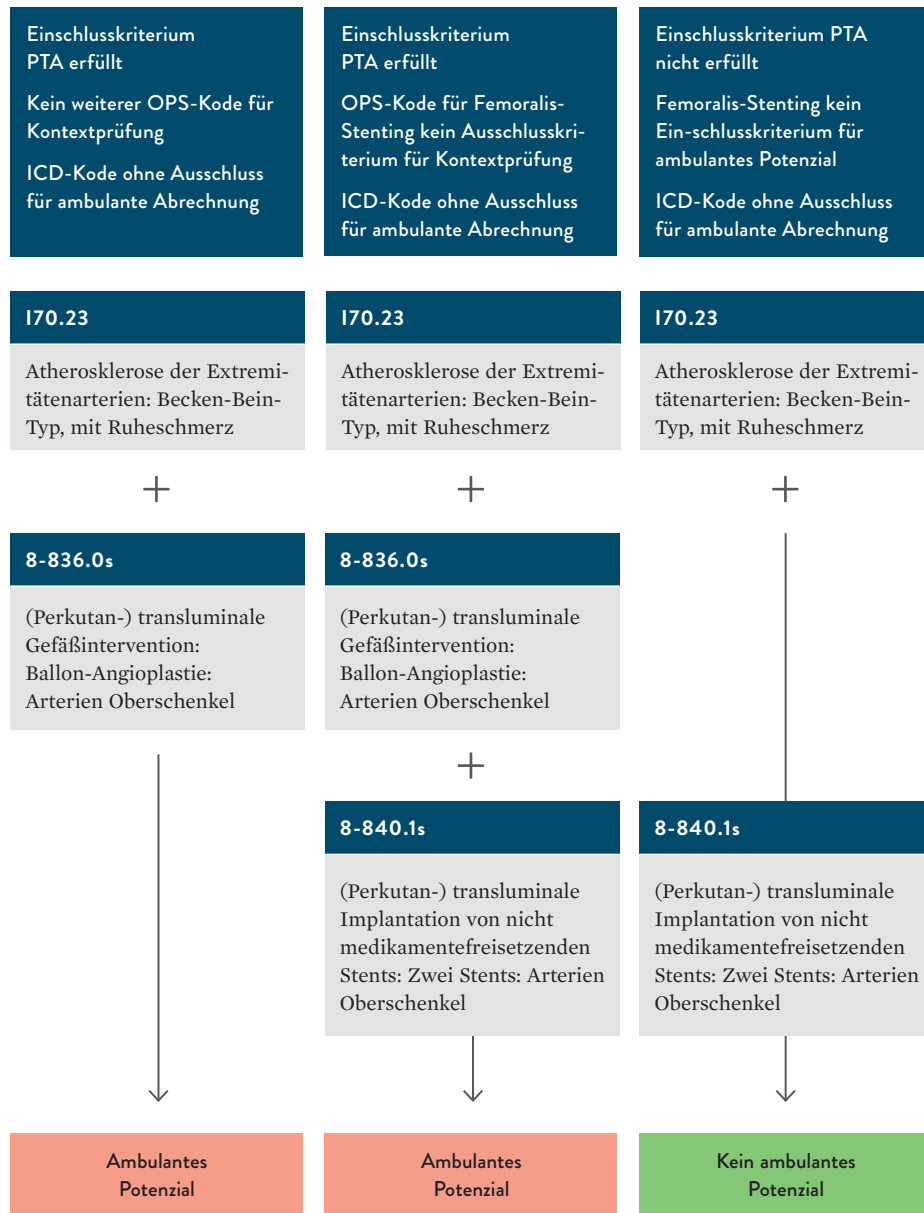 Einschlusskriterium
PTA erfüllt
Kein weiterer OPS-Kode für
Kontextprüfung
ICD-Kode ohne Ausschluss
für ambulante Abrechnung
Einschlusskriterium
PTA erfüllt
OPS-Kode für Femoralis-
Stenting kein Ausschlusskri-
terium für Kontextprüfung
ICD-Kode ohne Ausschluss
für ambulante Abrechnung
Einschlusskriterium PTA
nicht erfüllt
Femoralis-Stenting kein
Ein-schlusskriterium für
ambulantes Potenzial
ICD-Kode ohne Ausschluss
für ambulante Abrechnung
I70.23
Atherosklerose der Extremi-
tätenarterien: Becken-Bein-
Typ, mit Ruheschmerz
I70.23
Atherosklerose der Extremi-
tätenarterien: Becken-Bein-
Typ, mit Ruheschmerz
I70.23
Atherosklerose der Extremi-
tätenarterien: Becken-Bein-
Typ, mit Ruheschmerz
+
+
+
8-836.0s
(Perkutan-) transluminale
Gefäßintervention:
Ballon-Angioplastie:
Arterien Oberschenkel
8-836.0s
(Perkutan-) transluminale
Gefäßintervention:
Ballon-Angioplastie:
Arterien Oberschenkel
+
8-840.1s
(Perkutan-) transluminale
Implantation von nicht
medikamentefreisetzenden
Stents: Zwei Stents: Arterien
Oberschenkel
8-840.1s
(Perkutan-) transluminale
Implantation von nicht
medikamentefreisetzenden
Stents: Zwei Stents: Arterien
Oberschenkel
Ambulantes
Potenzial
Ambulantes
Potenzial
Kein ambulantes
Potenzial